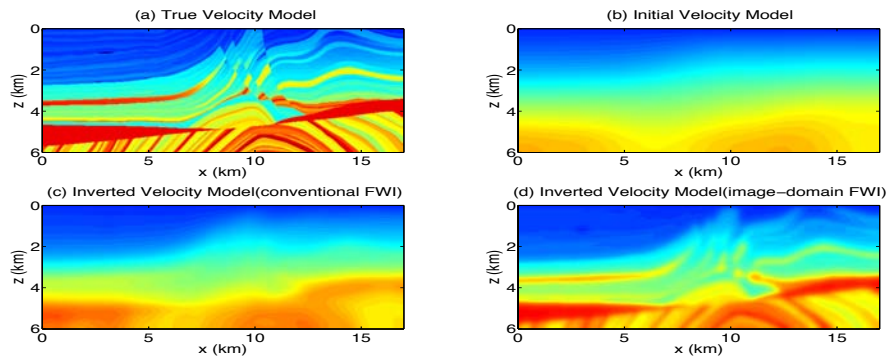 (a) True Velocity Model
0
2
4
6
z (km)
0 5 10 15
x (km)
(b) Initial Velocity Model
0
2
4
6
z (km)
0 5 10 15
x (km)
(c) Inverted Velocity Model(conventional FWI)
0
2
4
6
z (km)
0 5 10 15
x (km)
(d) Inverted Velocity Model(image-domain FWI)
0
2
4
6
z (km)
0 5 10 15
x (km)